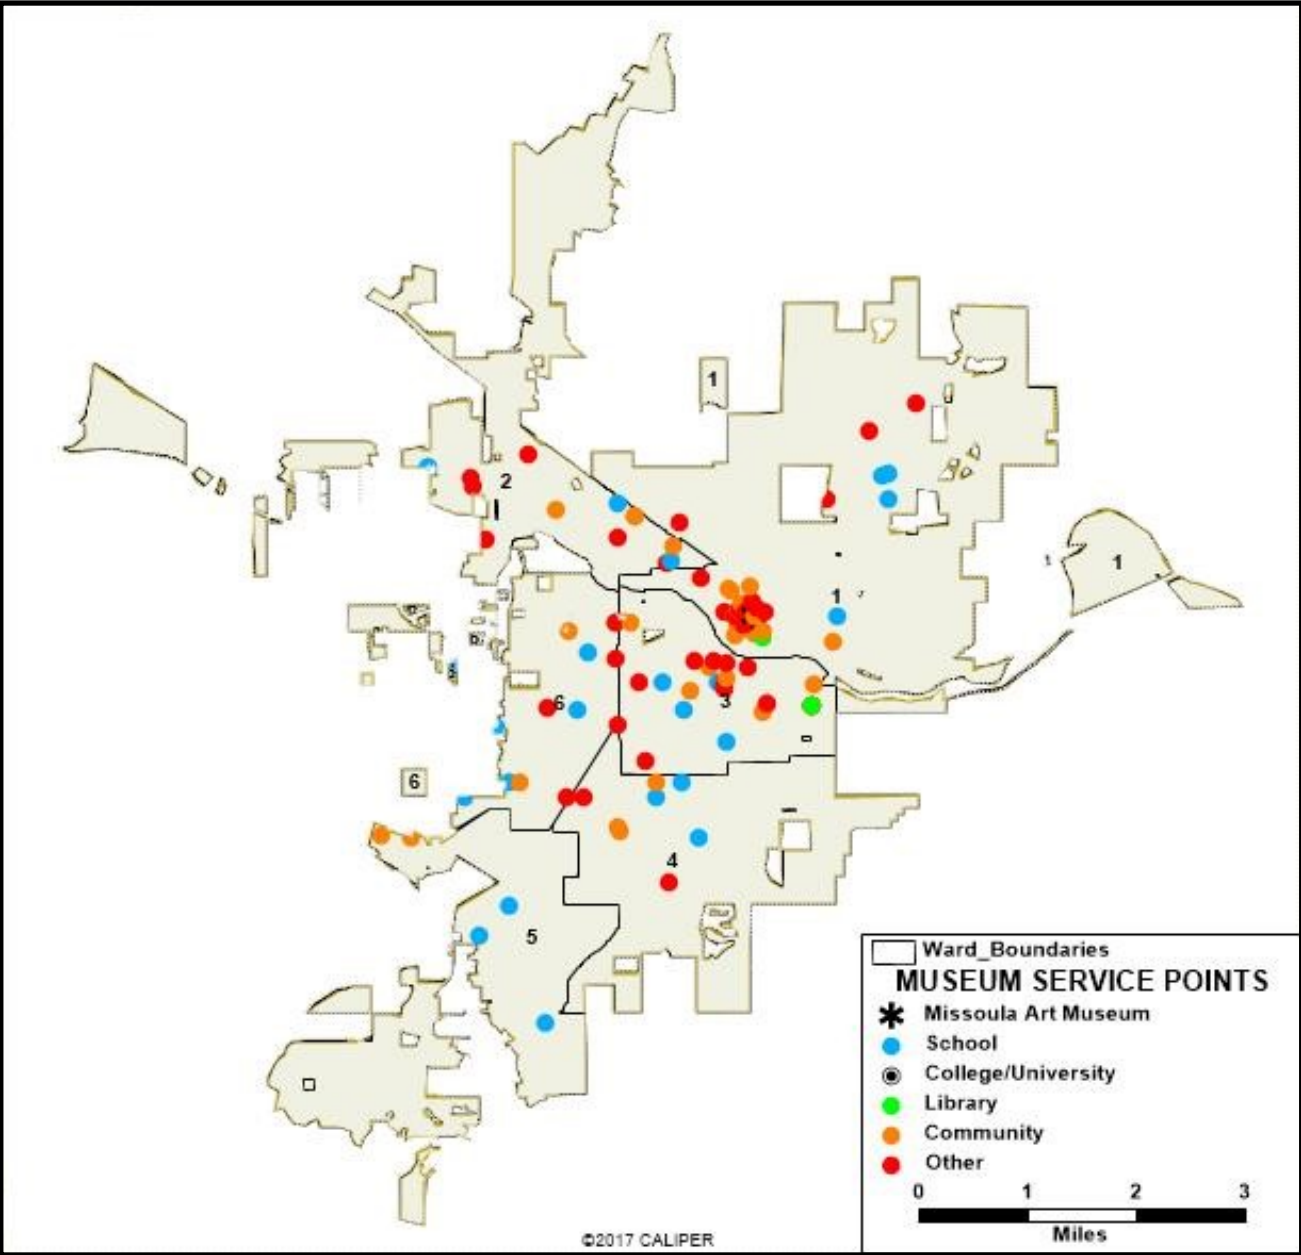 1
2
1
1
1
6
3
6
4
5
Ward_Boundaries
MUSEUM SERVICE POINTS
Missoula Art Museum
School
College/University
Library
Community
Other
0 1 2 3
Miles
©2017 CALIPER